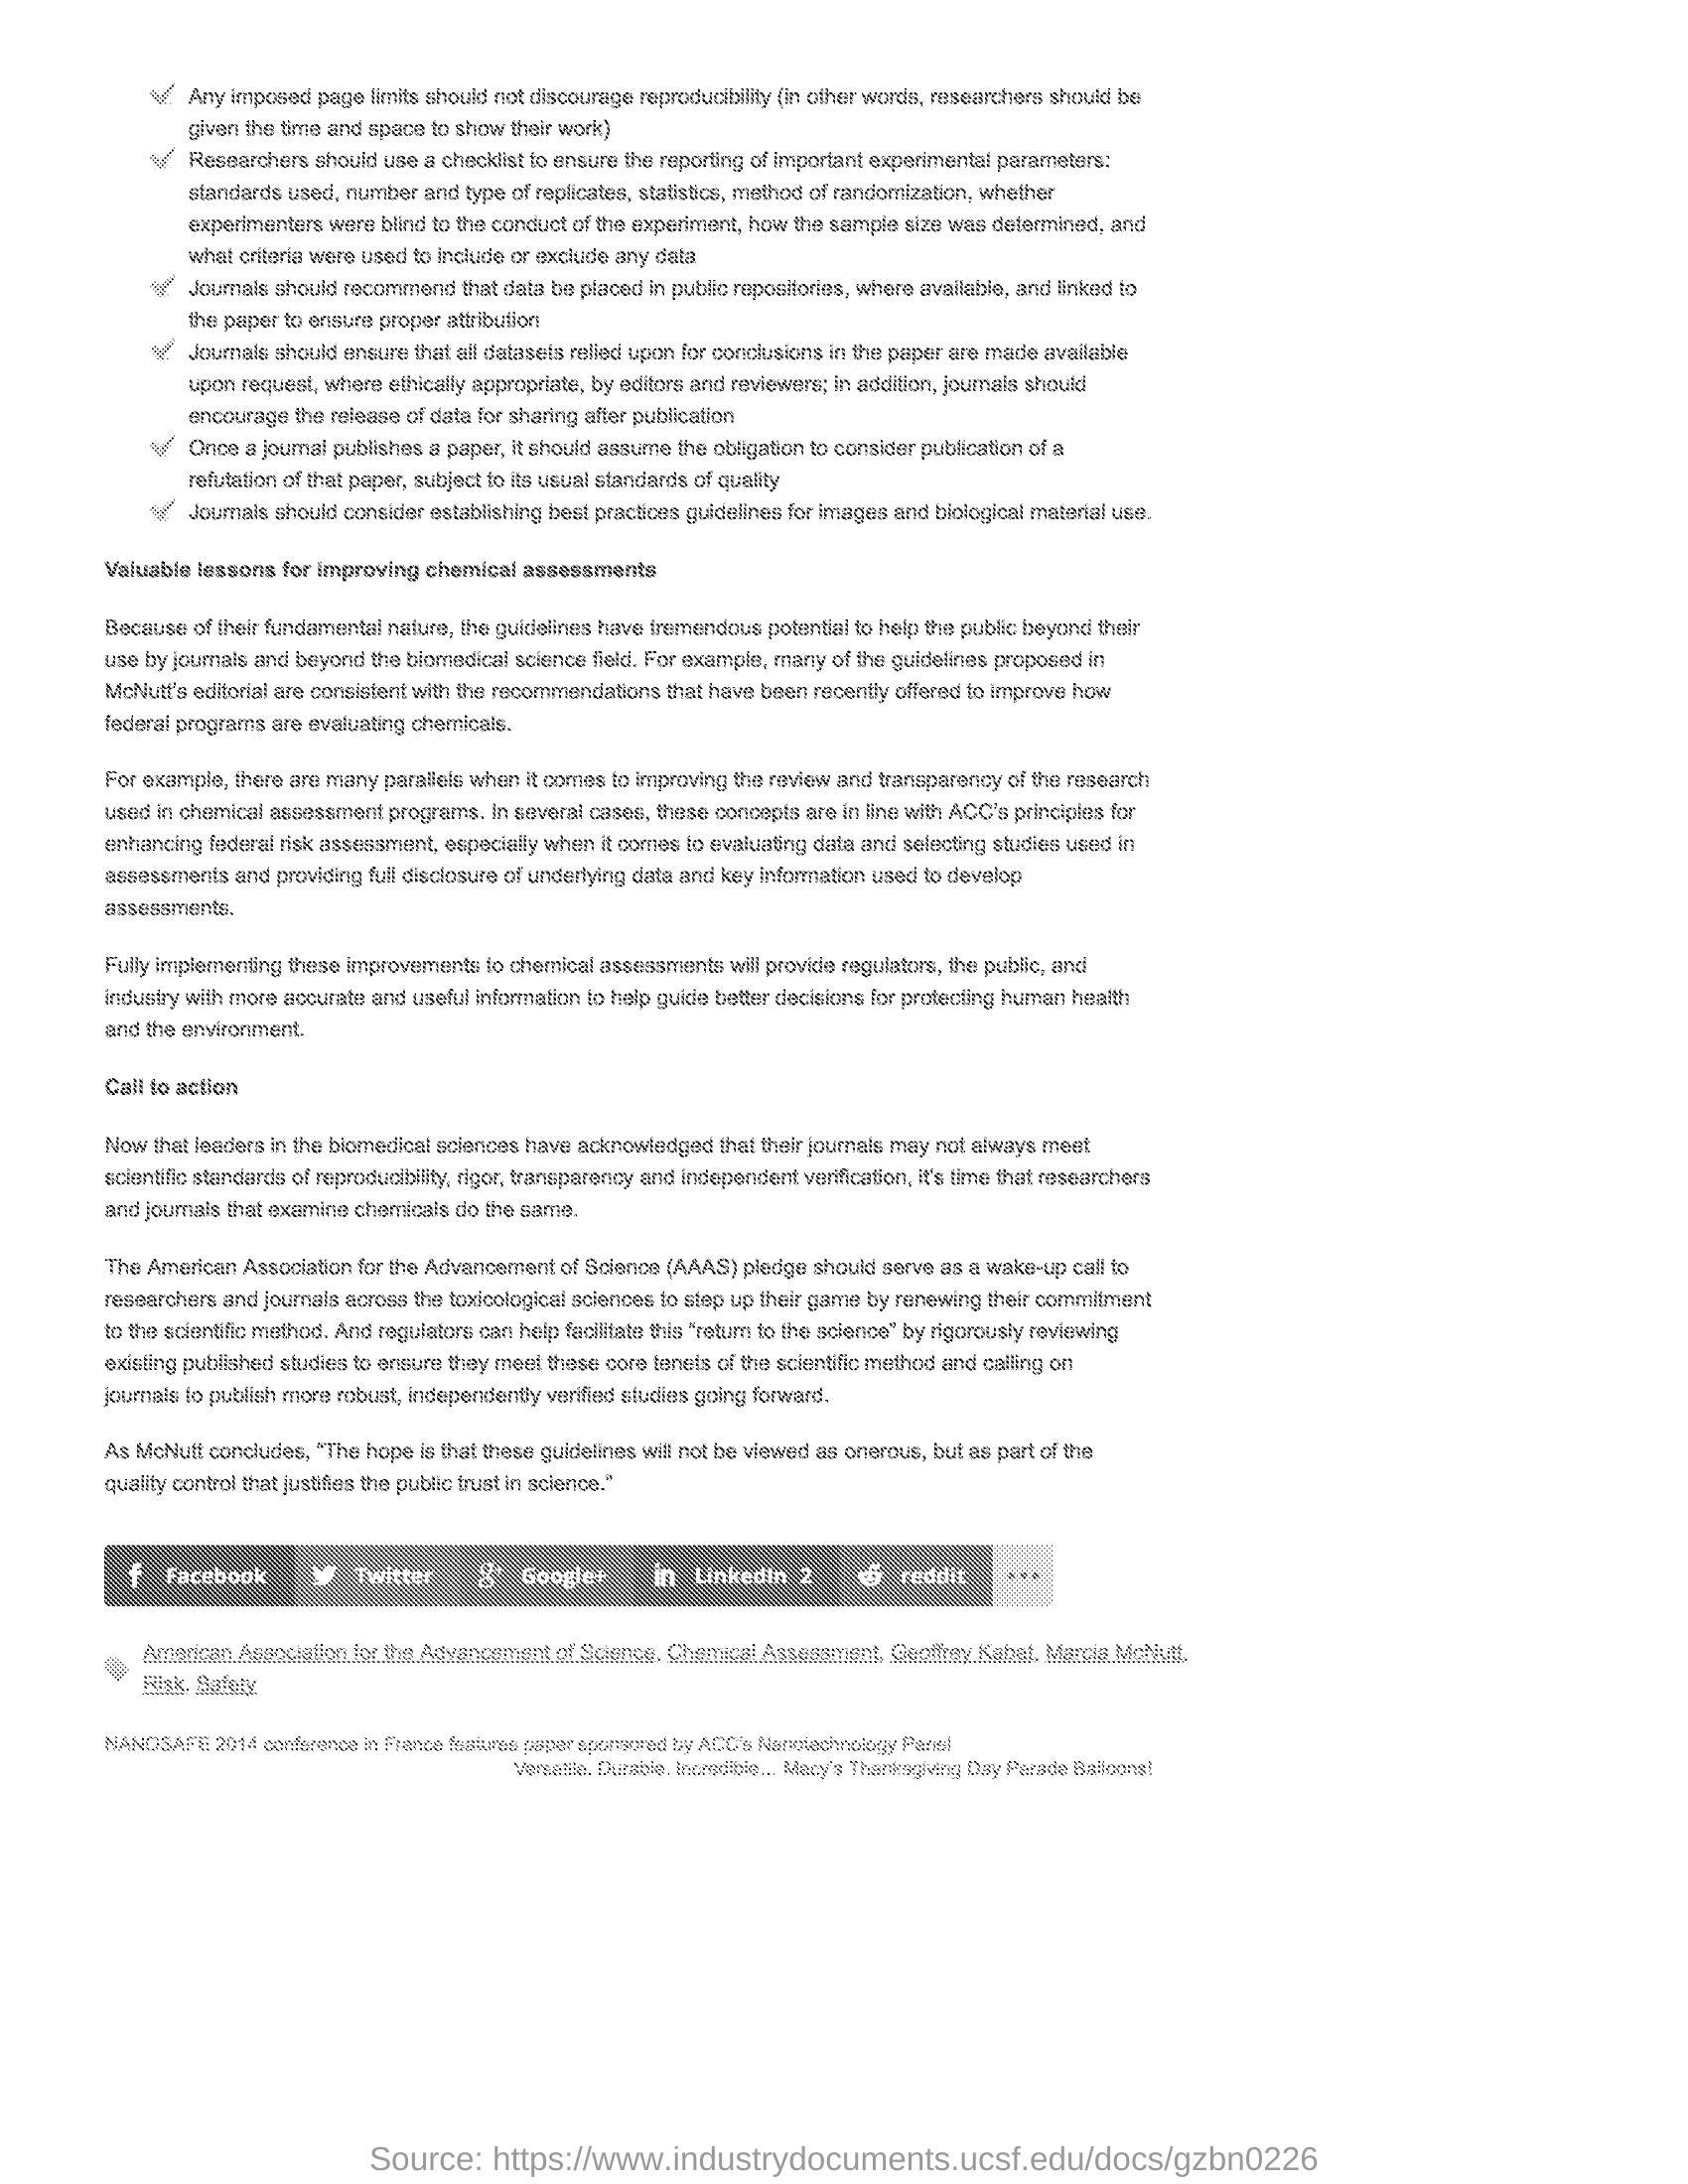 Any imposed page limits should not discourage reproducibility (in other words, researchers should be
given the time and space to show their work)
Researchers should use a checklist to ensure the reporting of important experimental parameters:
standards used, number and type of replicates, statistics, method of randomization, whether
experimenters were blind to the conduct of the experiment, how the sample size was determined, and
what criteria were used to include or exclude any data
Journals should recommend that data be placed in public repositories, where available, and linked to
the paper to ensure proper attribution
Journals should ensure that all datasets relied upon for conclusions in the paper are made available
upon request, where ethically appropriate, by editors and reviewers; in addition, journals should
encourage the release of data for sharing after publication
Once a journal publishes a paper, it should assume the obligation to consider publication of a
refutation of that paper, subject to its usual standards of quality
Journals should consider establishing best practices guidelines for images and biological material use.
Valuable lessons for improving chemical assessments
Because of their fundamental nature, the guidelines have tremendous potential to help the public beyond their
use by journals and beyond the biomedical science field. For example, many of the guidelines proposed in
McNutt's editorial are consistent with the recommendations that have been recently offered to improve how
federal programs are evaluating chemicals.
For example, there are many parallels when it comes to improving the review and transparency of the research
used in chemical assessment programs. In several cases, these concepts are in line with ACC's principles for
enhancing federal risk assessment, especially when it comes to evaluating data and selecting studies used in
assessments and providing full disclosure of underlying data and key information used to develop
assessments.
Fully implementing these improvements to chemical assessments will provide regulators, the public, and
industry with more accurate and useful information to help guide better decisions for protecting human health
and the environment.
Call to action
Now that leaders in the biomedical sciences have acknowledged that their journals may not always meet
scientific standards of reproducibility, rigor, transparency and independent verification, it's time that researchers
and journals that examine chemicals do the same.
The American Association for the Advancement of Science (AAAS) pledge should serve as a wake-up call to
researchers and journals across the toxicological sciences to step up their game by renewing their commitment
to the scientific method. And regulators can help facilitate this "return to the science" by rigorously reviewing
existing published studies to ensure they meet these core tenets of the scientific method and calling on
journals to publish more robust, independently verified studies going forward.
As McNutt concludes, "The hope is that these guidelines will not be viewed as onerous, but as part of the
quality control that justifies the public trust in science."
Facebook Twitter Google+ LinkedIn 2 reddit ...
American Association for the Advancement of Science, Chemical Assessment, Geoffrey Kabat, Marcia McNutt,
Risk, Safety
NANOSAFE 2014 conference in France features paper sponsored by ACC's Nanotechnology Panel
Versatile. Durable. Incredible... Macy's Thanksgiving Day Parade Balloons!
Source: https://www.industrydocuments.ucsf.edu/docs/gzbn0226